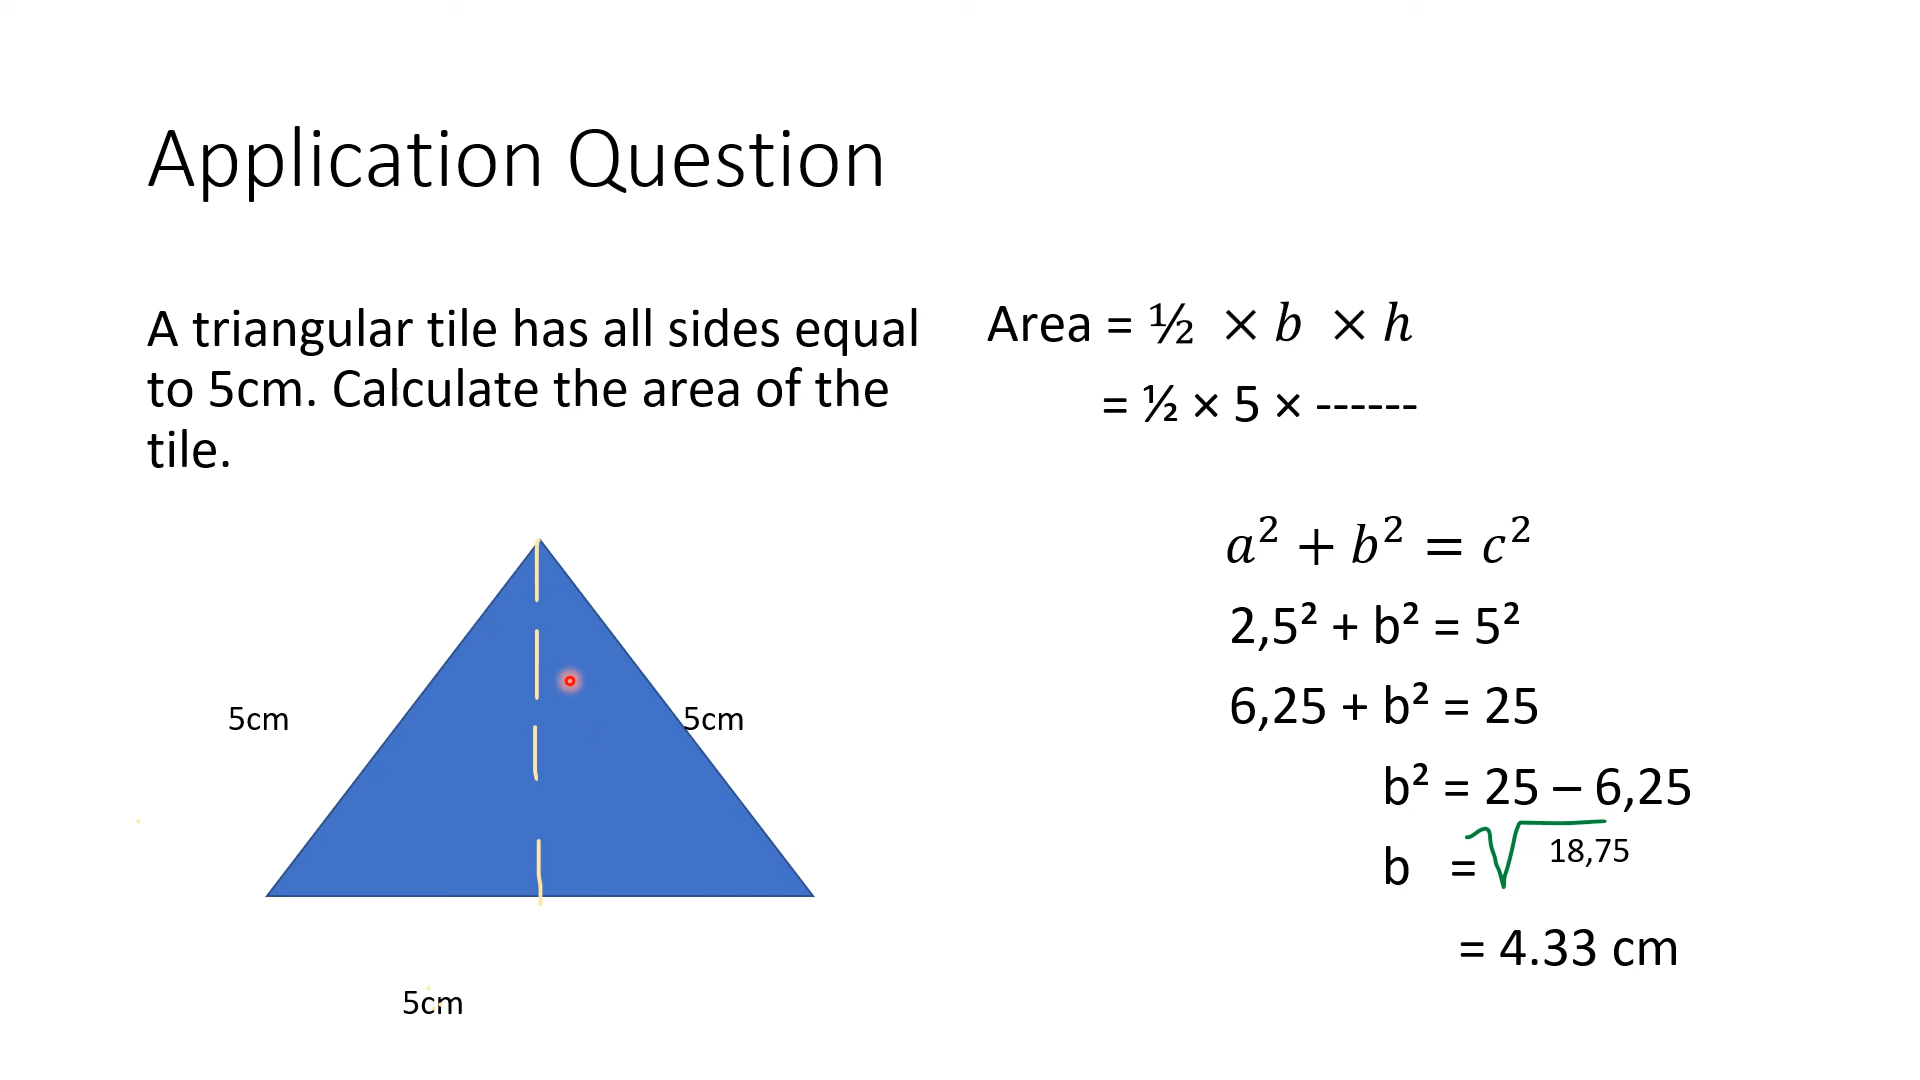 Application Question
A triangular tile has all sides equal
to 5cm. Calculate the area of the
tile.
5cm
5cm
5cm
Area = ½ × b × h
= ½ × 5 × ------
a² + b² = c²
2,5² + b² = 5²
6,25 + b² = 25
b² = 25 – 6,25
b = √18,75
= 4.33 cm